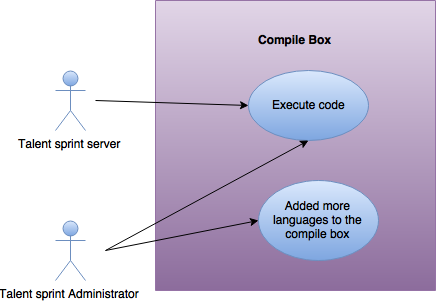 Compile Box
Execute code
Talent sprint server
Added more
languages to the
compile box
Talent sprint Administrator